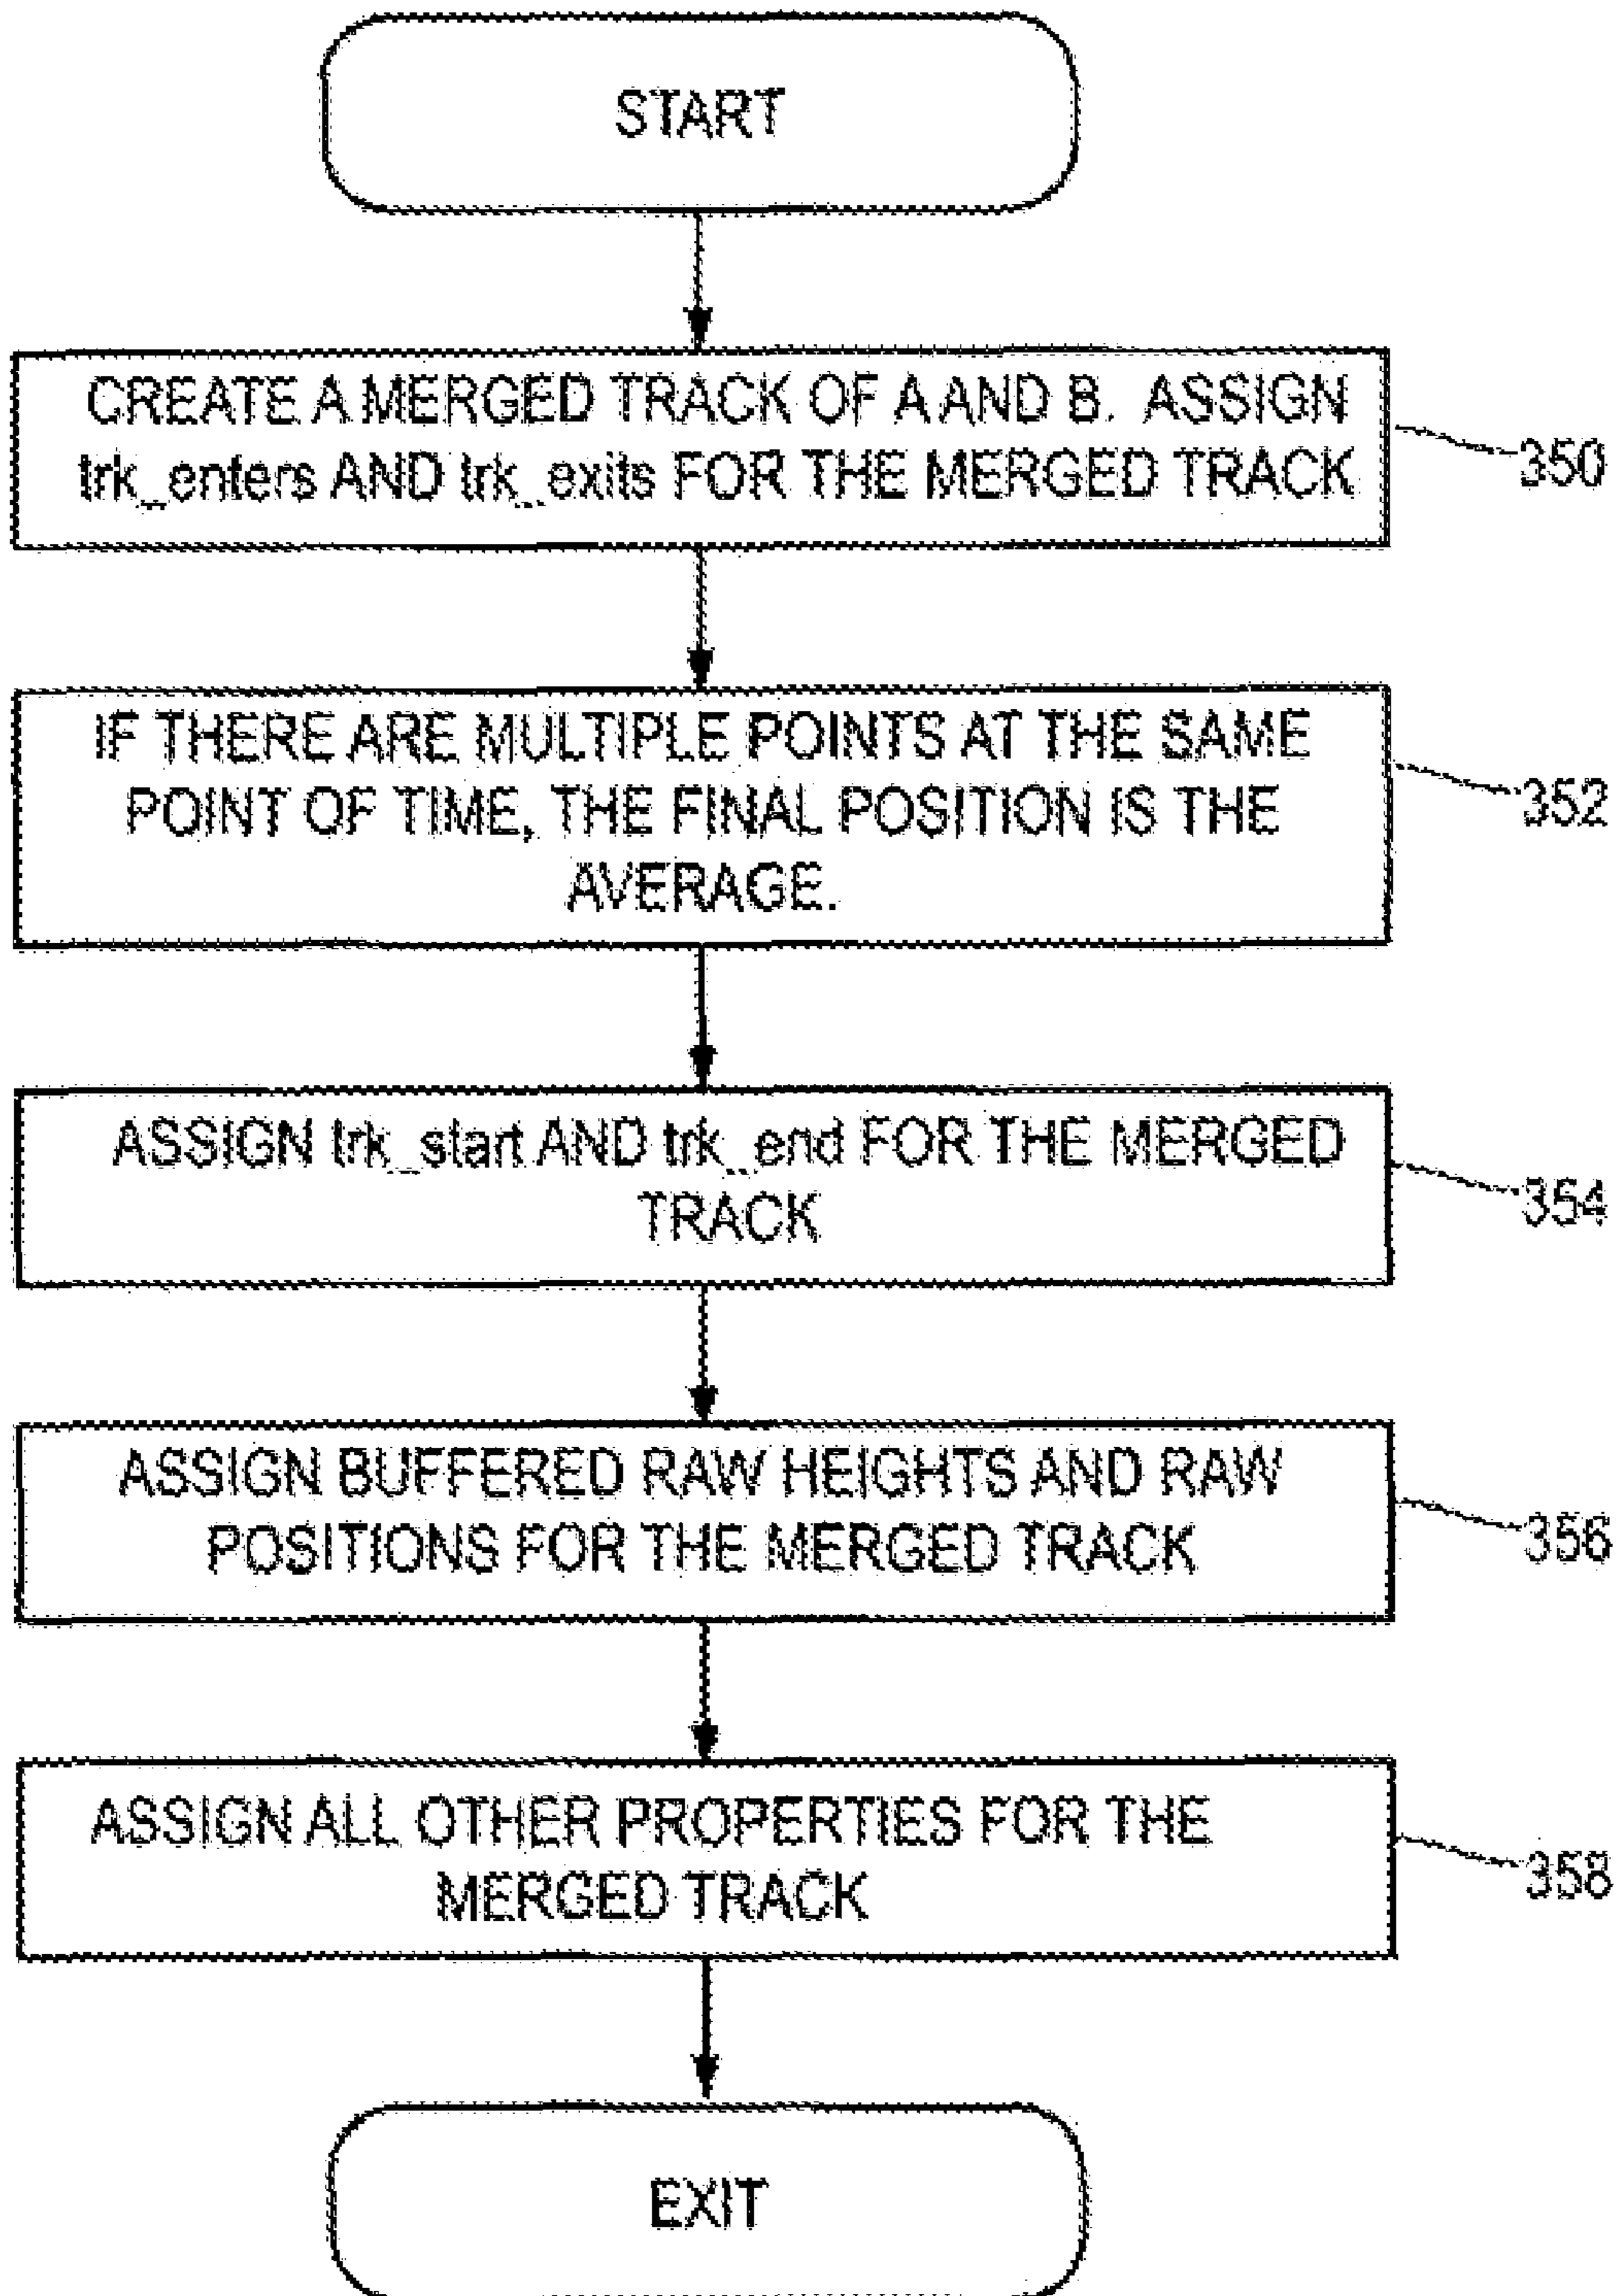 START
CREATE A MERGED TRACK OF A AND B. ASSIGN
trk_enters AND trk_exits FOR THE MERGED TRACK
350
IF THERE ARE MULTIPLE POINTS AT THE SAME
POINT OF TIME, THE FINAL POSITION IS THE
AVERAGE.
352
ASSIGN trk_start AND trk_end FOR THE MERGED
TRACK
354
ASSIGN BUFFERED RAW HEIGHTS AND RAW
POSITIONS FOR THE MERGED TRACK
356
ASSIGN ALL OTHER PROPERTIES FOR THE
MERGED TRACK
358
EXIT